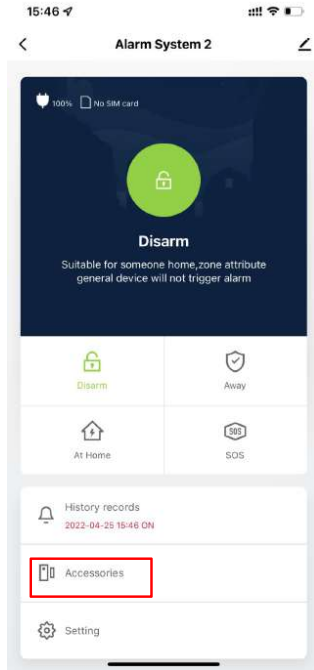 15:46
Alarm System 2
100% No SIM card
Disarm
Suitable for someone home,zone attribute
general device will not trigger alarm
Disarm
Away
At Home
SOS
SOS
History records
2022-04-25 15:46 ON
Accessories
Setting